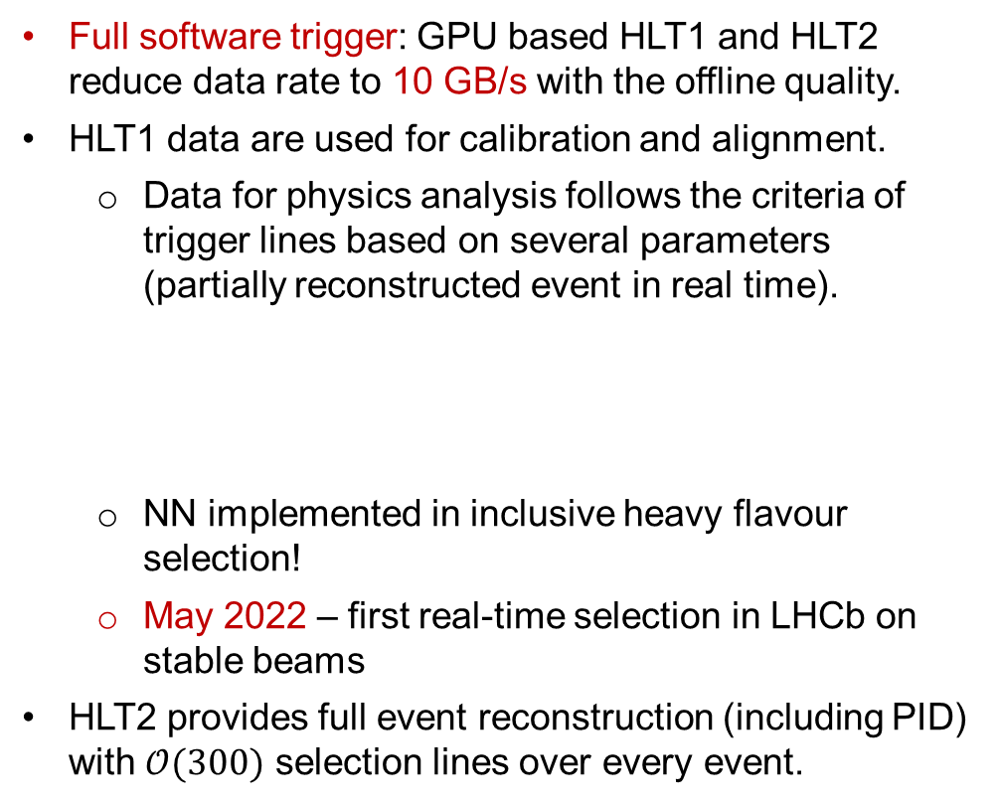 • Full software trigger: GPU based HLT1 and HLT2
reduce data rate to 10 GB/s with the offline quality.
• HLT1 data are used for calibration and alignment.
o Data for physics analysis follows the criteria of
trigger lines based on several parameters
(partially reconstructed event in real time).
o NN implemented in inclusive heavy flavour
selection!
o May 2022 – first real-time selection in LHCb on
stable beams
• HLT2 provides full event reconstruction (including PID)
with 𝒪(300) selection lines over every event.